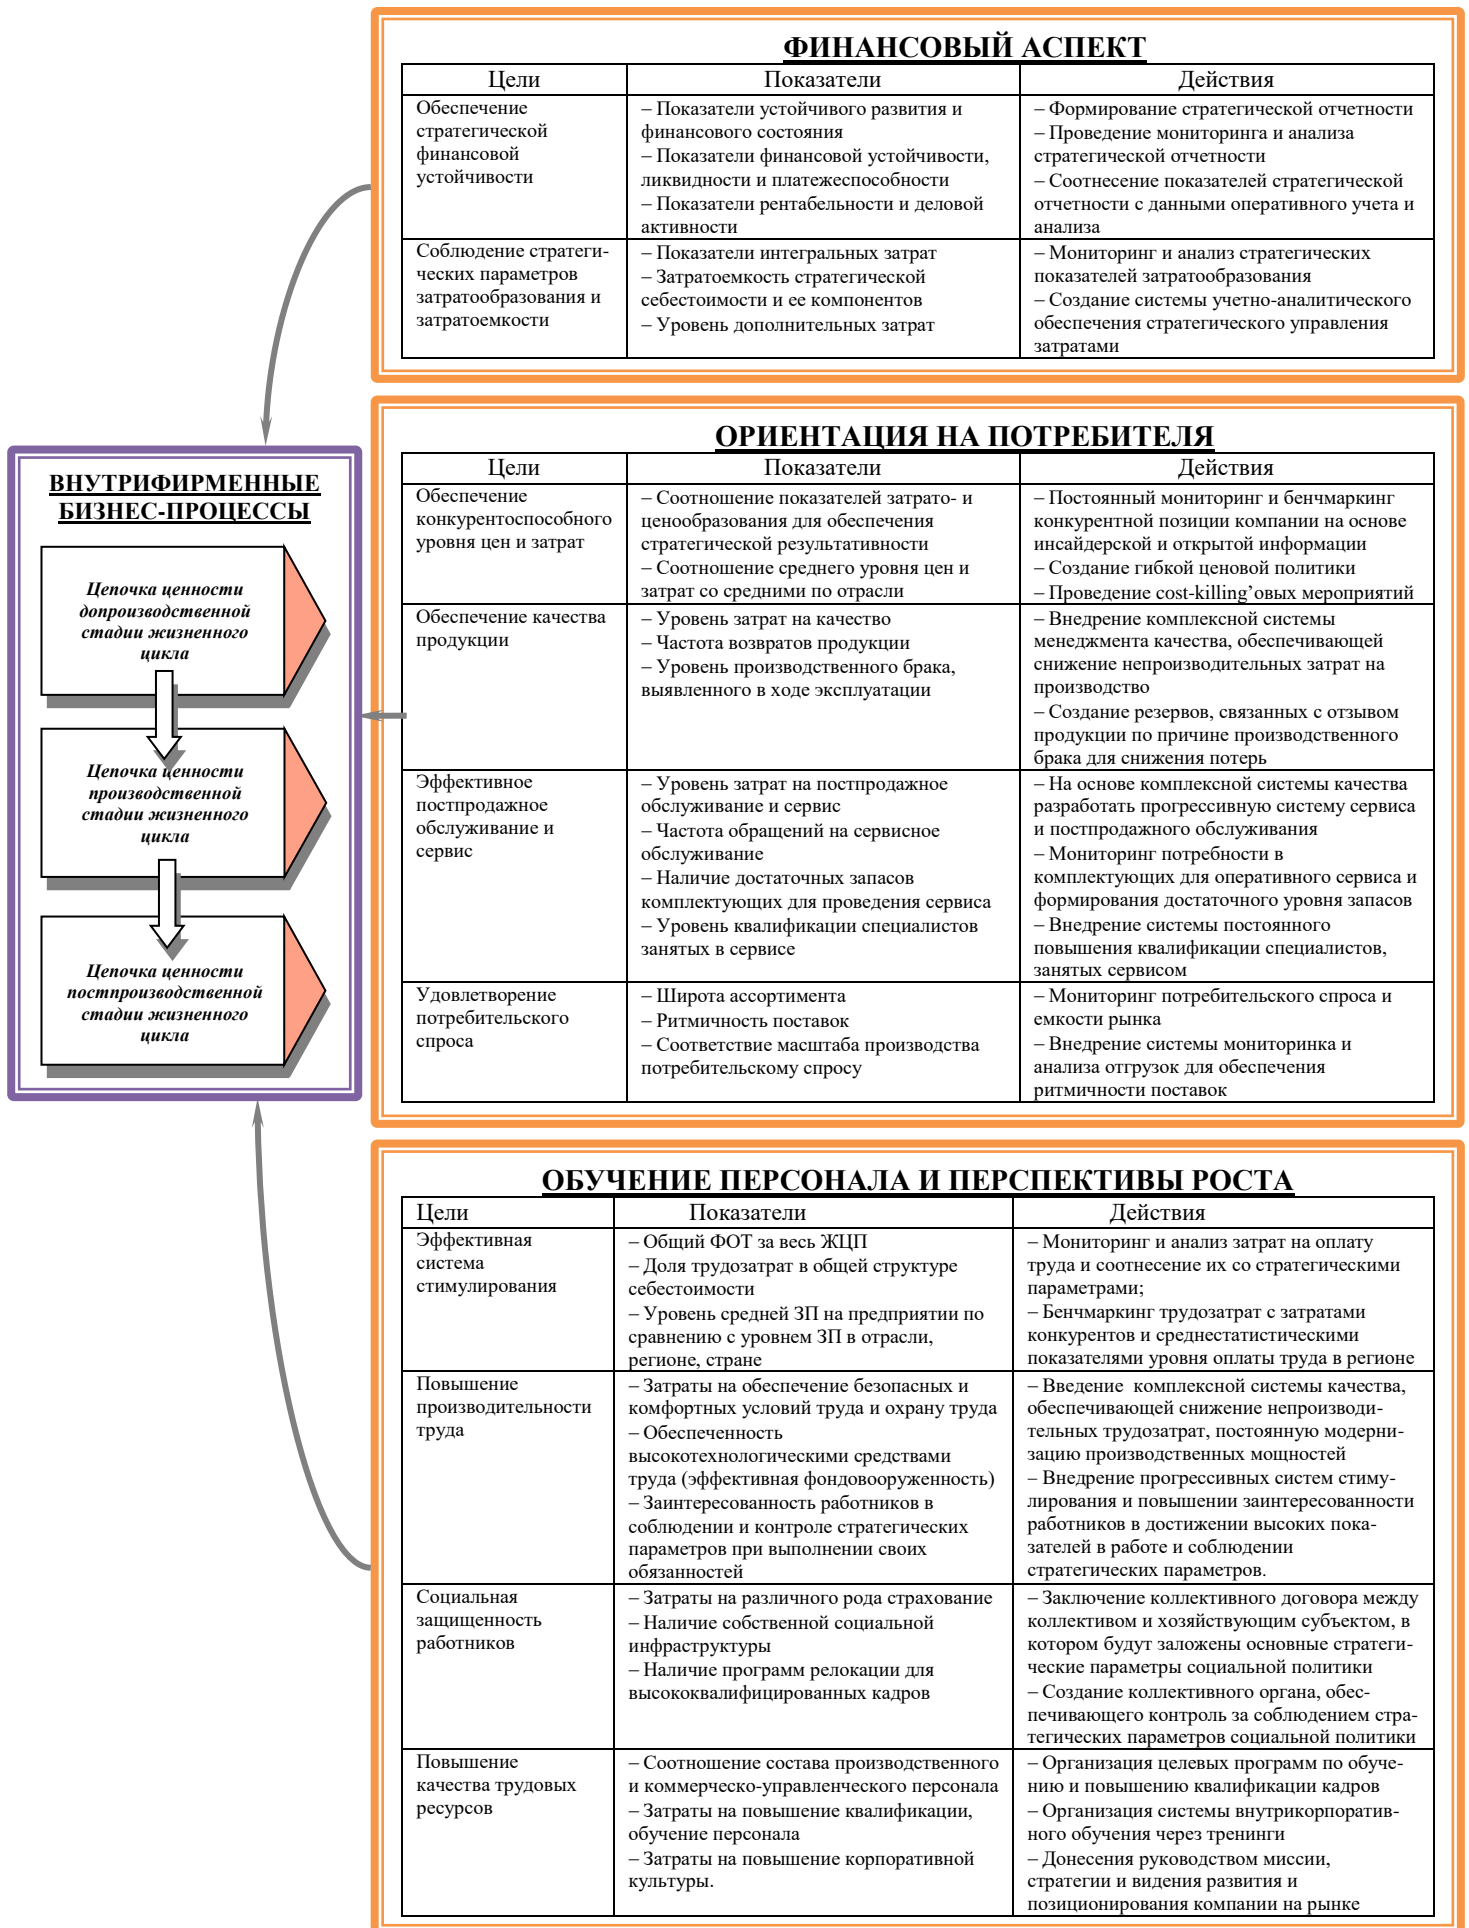 ФИНАНСОВЫЙ АСПЕКТ
Цели
Показатели
Действия
Обеспечение
стратегической
финансовой
устойчивости
– Показатели устойчивого развития и
финансового состояния
– Показатели финансовой устойчивости,
ликвидности и платежеспособности
– Показатели рентабельности и деловой
активности
– Формирование стратегической отчетности
– Проведение мониторинга и анализа
стратегической отчетности
– Соотнесение показателей стратегической
отчетности с данными оперативного учета и
анализа
Соблюдение стратеги-
ческих параметров
затратообразования и
затратоемкости
– Показатели интегральных затрат
– Затратоемкость стратегической
себестоимости и ее компонентов
– Уровень дополнительных затрат
– Мониторинг и анализ стратегических
показателей затратообразования
– Создание системы учетно-аналитического
обеспечения стратегического управления
затратами
ВНУТРИФИРМЕННЫЕ
БИЗНЕС-ПРОЦЕССЫ
Цепочка ценности
допроизводственной
стадии жизненного
цикла
Цепочка ценности
производственной
стадии жизненного
цикла
Цепочка ценности
постпроизводственной
стадии жизненного
цикла
ОРИЕНТАЦИЯ НА ПОТРЕБИТЕЛЯ
Цели
Показатели
Действия
Обеспечение
конкурентоспособного
уровня цен и затрат
– Соотношение показателей затрато- и
ценообразования для обеспечения
стратегической результативности
– Соотношение среднего уровня цен и
затрат со средними по отрасли
– Постоянный мониторинг и бенчмаркинг
конкурентной позиции компании на основе
инсайдерской и открытой информации
– Создание гибкой ценовой политики
– Проведение cost-killing’овых мероприятий
Обеспечение качества
продукции
– Уровень затрат на качество
– Частота возвратов продукции
– Уровень производственного брака,
выявленного в ходе эксплуатации
– Внедрение комплексной системы
менеджмента качества, обеспечивающей
снижение непроизводительных затрат на
производство
– Создание резервов, связанных с отзывом
продукции по причине производственного
брака для снижения потерь
Эффективное
постпродажное
обслуживание и
сервис
– Уровень затрат на постпродажное
обслуживание и сервис
– Частота обращений на сервисное
обслуживание
– Наличие достаточных запасов
комплектующих для проведения сервиса
– Уровень квалификации специалистов
занятых в сервисе
– На основе комплексной системы качества
разработать прогрессивную систему сервиса
и постпродажного обслуживания
– Мониторинг потребности в
комплектующих для оперативного сервиса и
формирования достаточного уровня запасов
– Внедрение системы постоянного
повышения квалификации специалистов,
занятых сервисом
Удовлетворение
потребительского
спроса
– Широта ассортимента
– Ритмичность поставок
– Соответствие масштаба производства
потребительскому спросу
– Мониторинг потребительского спроса и
емкости рынка
– Внедрение системы мониторинка и
анализа отгрузок для обеспечения
ритмичности поставок
ОБУЧЕНИЕ ПЕРСОНАЛА И ПЕРСПЕКТИВЫ РОСТА
Цели
Показатели
Действия
Эффективная
система
стимулирования
– Общий ФОТ за весь ЖЦП
– Доля трудозатрат в общей структуре
себестоимости
– Уровень средней ЗП на предприятии по
сравнению с уровнем ЗП в отрасли,
регионе, стране
– Мониторинг и анализ затрат на оплату
труда и соотнесение их со стратегическими
параметрами;
– Бенчмаркинг трудозатрат с затратами
конкурентов и среднестатистическими
показателями уровня оплаты труда в регионе
Повышение
производительности
труда
– Затраты на обеспечение безопасных и
комфортных условий труда и охрану труда
– Обеспеченность
высокотехнологическими средствами
труда (эффективная фондовооруженность)
– Заинтересованность работников в
соблюдении и контроле стратегических
параметров при выполнении своих
обязанностей
– Введение  комплексной системы качества,
обеспечивающей снижение непроизводи-
тельных трудозатрат, постоянную модерни-
зацию производственных мощностей
– Внедрение прогрессивных систем стиму-
лирования и повышении заинтересованности
работников в достижении высоких пока-
зателей в работе и соблюдении
стратегических параметров.
Социальная
защищенность
работников
– Затраты на различного рода страхование
– Наличие собственной социальной
инфраструктуры
– Наличие программ релокации для
высококвалифицированных кадров
– Заключение коллективного договора между
коллективом и хозяйствующим субъектом, в
котором будут заложены основные стратеги-
ческие параметры социальной политики
– Создание коллективного органа, обес-
печивающего контроль за соблюдением стра-
тегических параметров социальной политики
Повышение
качества трудовых
ресурсов
– Соотношение состава производственного
и коммерческо-управленческого персонала
– Затраты на повышение квалификации,
обучение персонала
– Затраты на повышение корпоративной
культуры.
– Организация целевых программ по обуче-
нию и повышению квалификации кадров
– Организация системы внутрикорпоратив-
ного обучения через тренинги
– Донесения руководством миссии,
стратегии и видения развития и
позиционирования компании на рынке